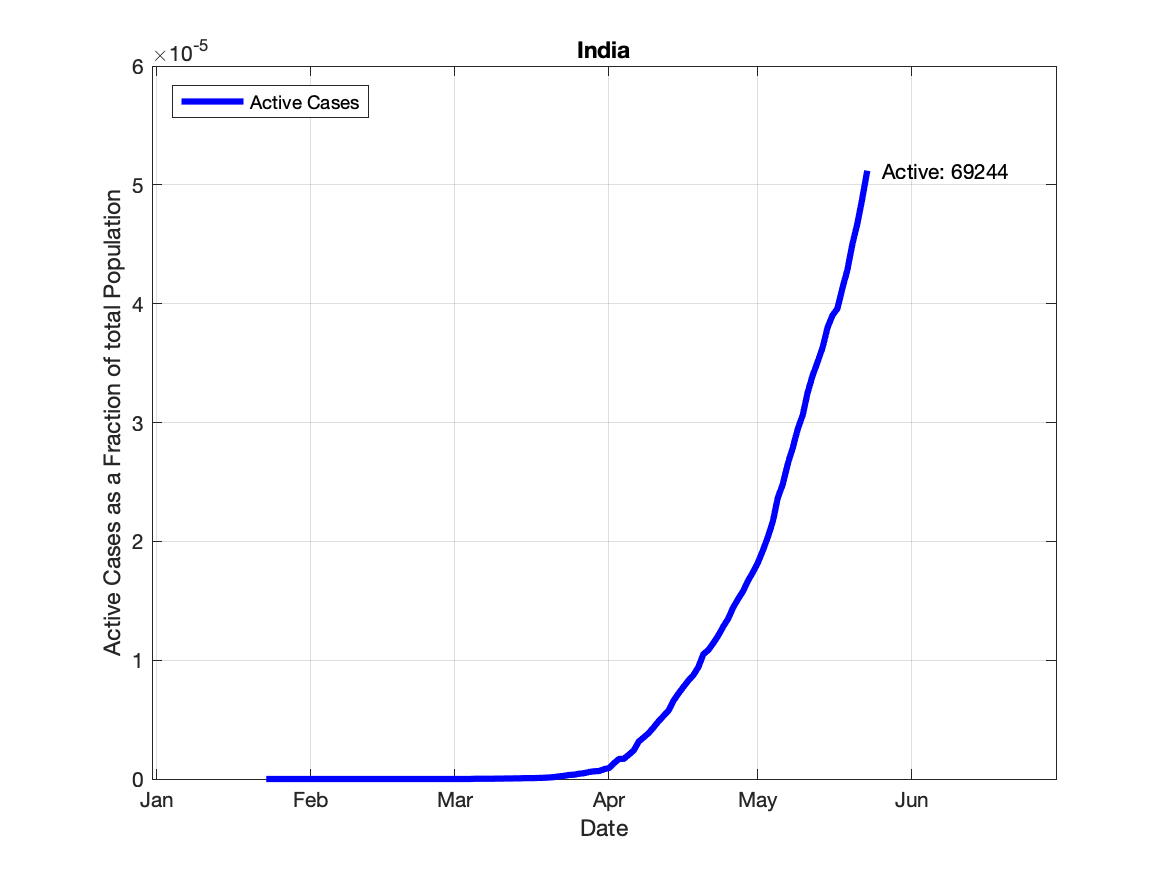 India
×10-5
6
5
4
3
2
1
0
Active Cases
Active: 69244
Active Cases as a Fraction of total Population
Jan Feb Mar Apr May Jun
Date